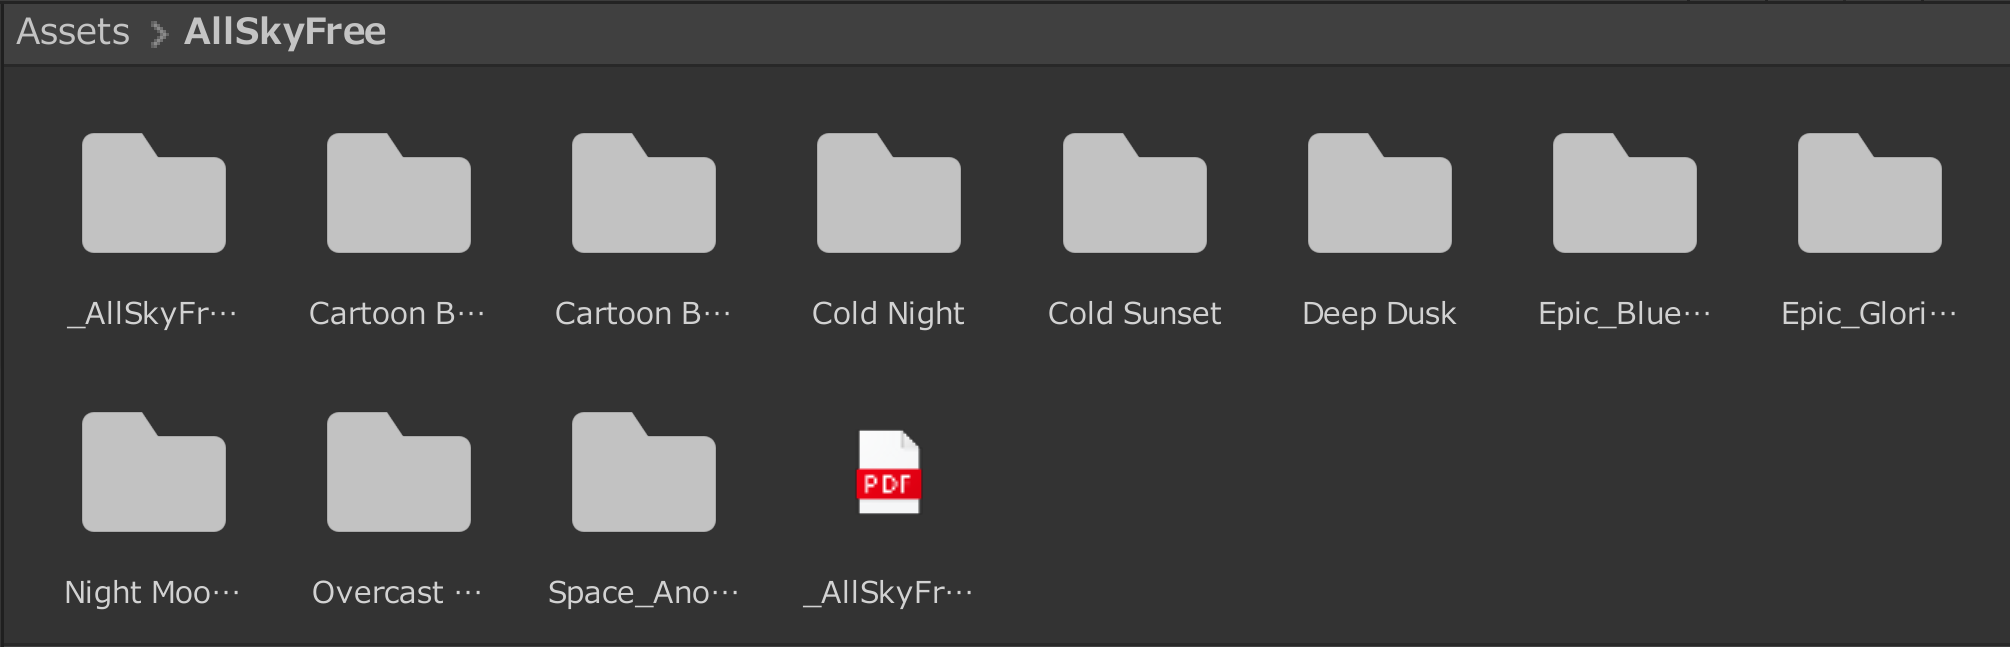 Assets > AllSkyFree
_AllSkyFr⋯
Cartoon B⋯
Cartoon B⋯
Cold Night
Cold Sunset
Deep Dusk
Epic_Blue⋯
Epic_Glori⋯
PDF
Night Moo⋯
Overcast ⋯
Space_Ano⋯
_AllSkyFr⋯